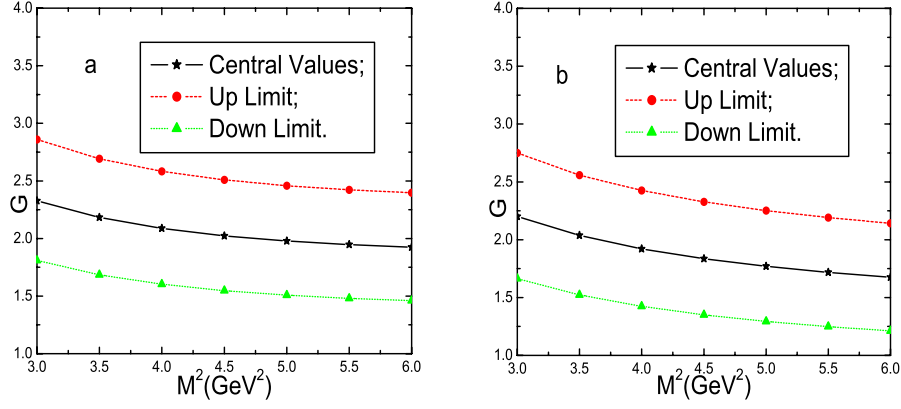 4.0
3.5
3.0
2.5
2.0
1.5
1.0
G
a
Central Values;
Up Limit;
Down Limit.
3.0 3.5 4.0 4.5 5.0 5.5 6.0
M²(GeV²)
4.0
3.5
3.0
2.5
2.0
1.5
1.0
G
b
Central Values;
Up Limit;
Down Limit.
3.0 3.5 4.0 4.5 5.0 5.5 6.0
M²(GeV²)